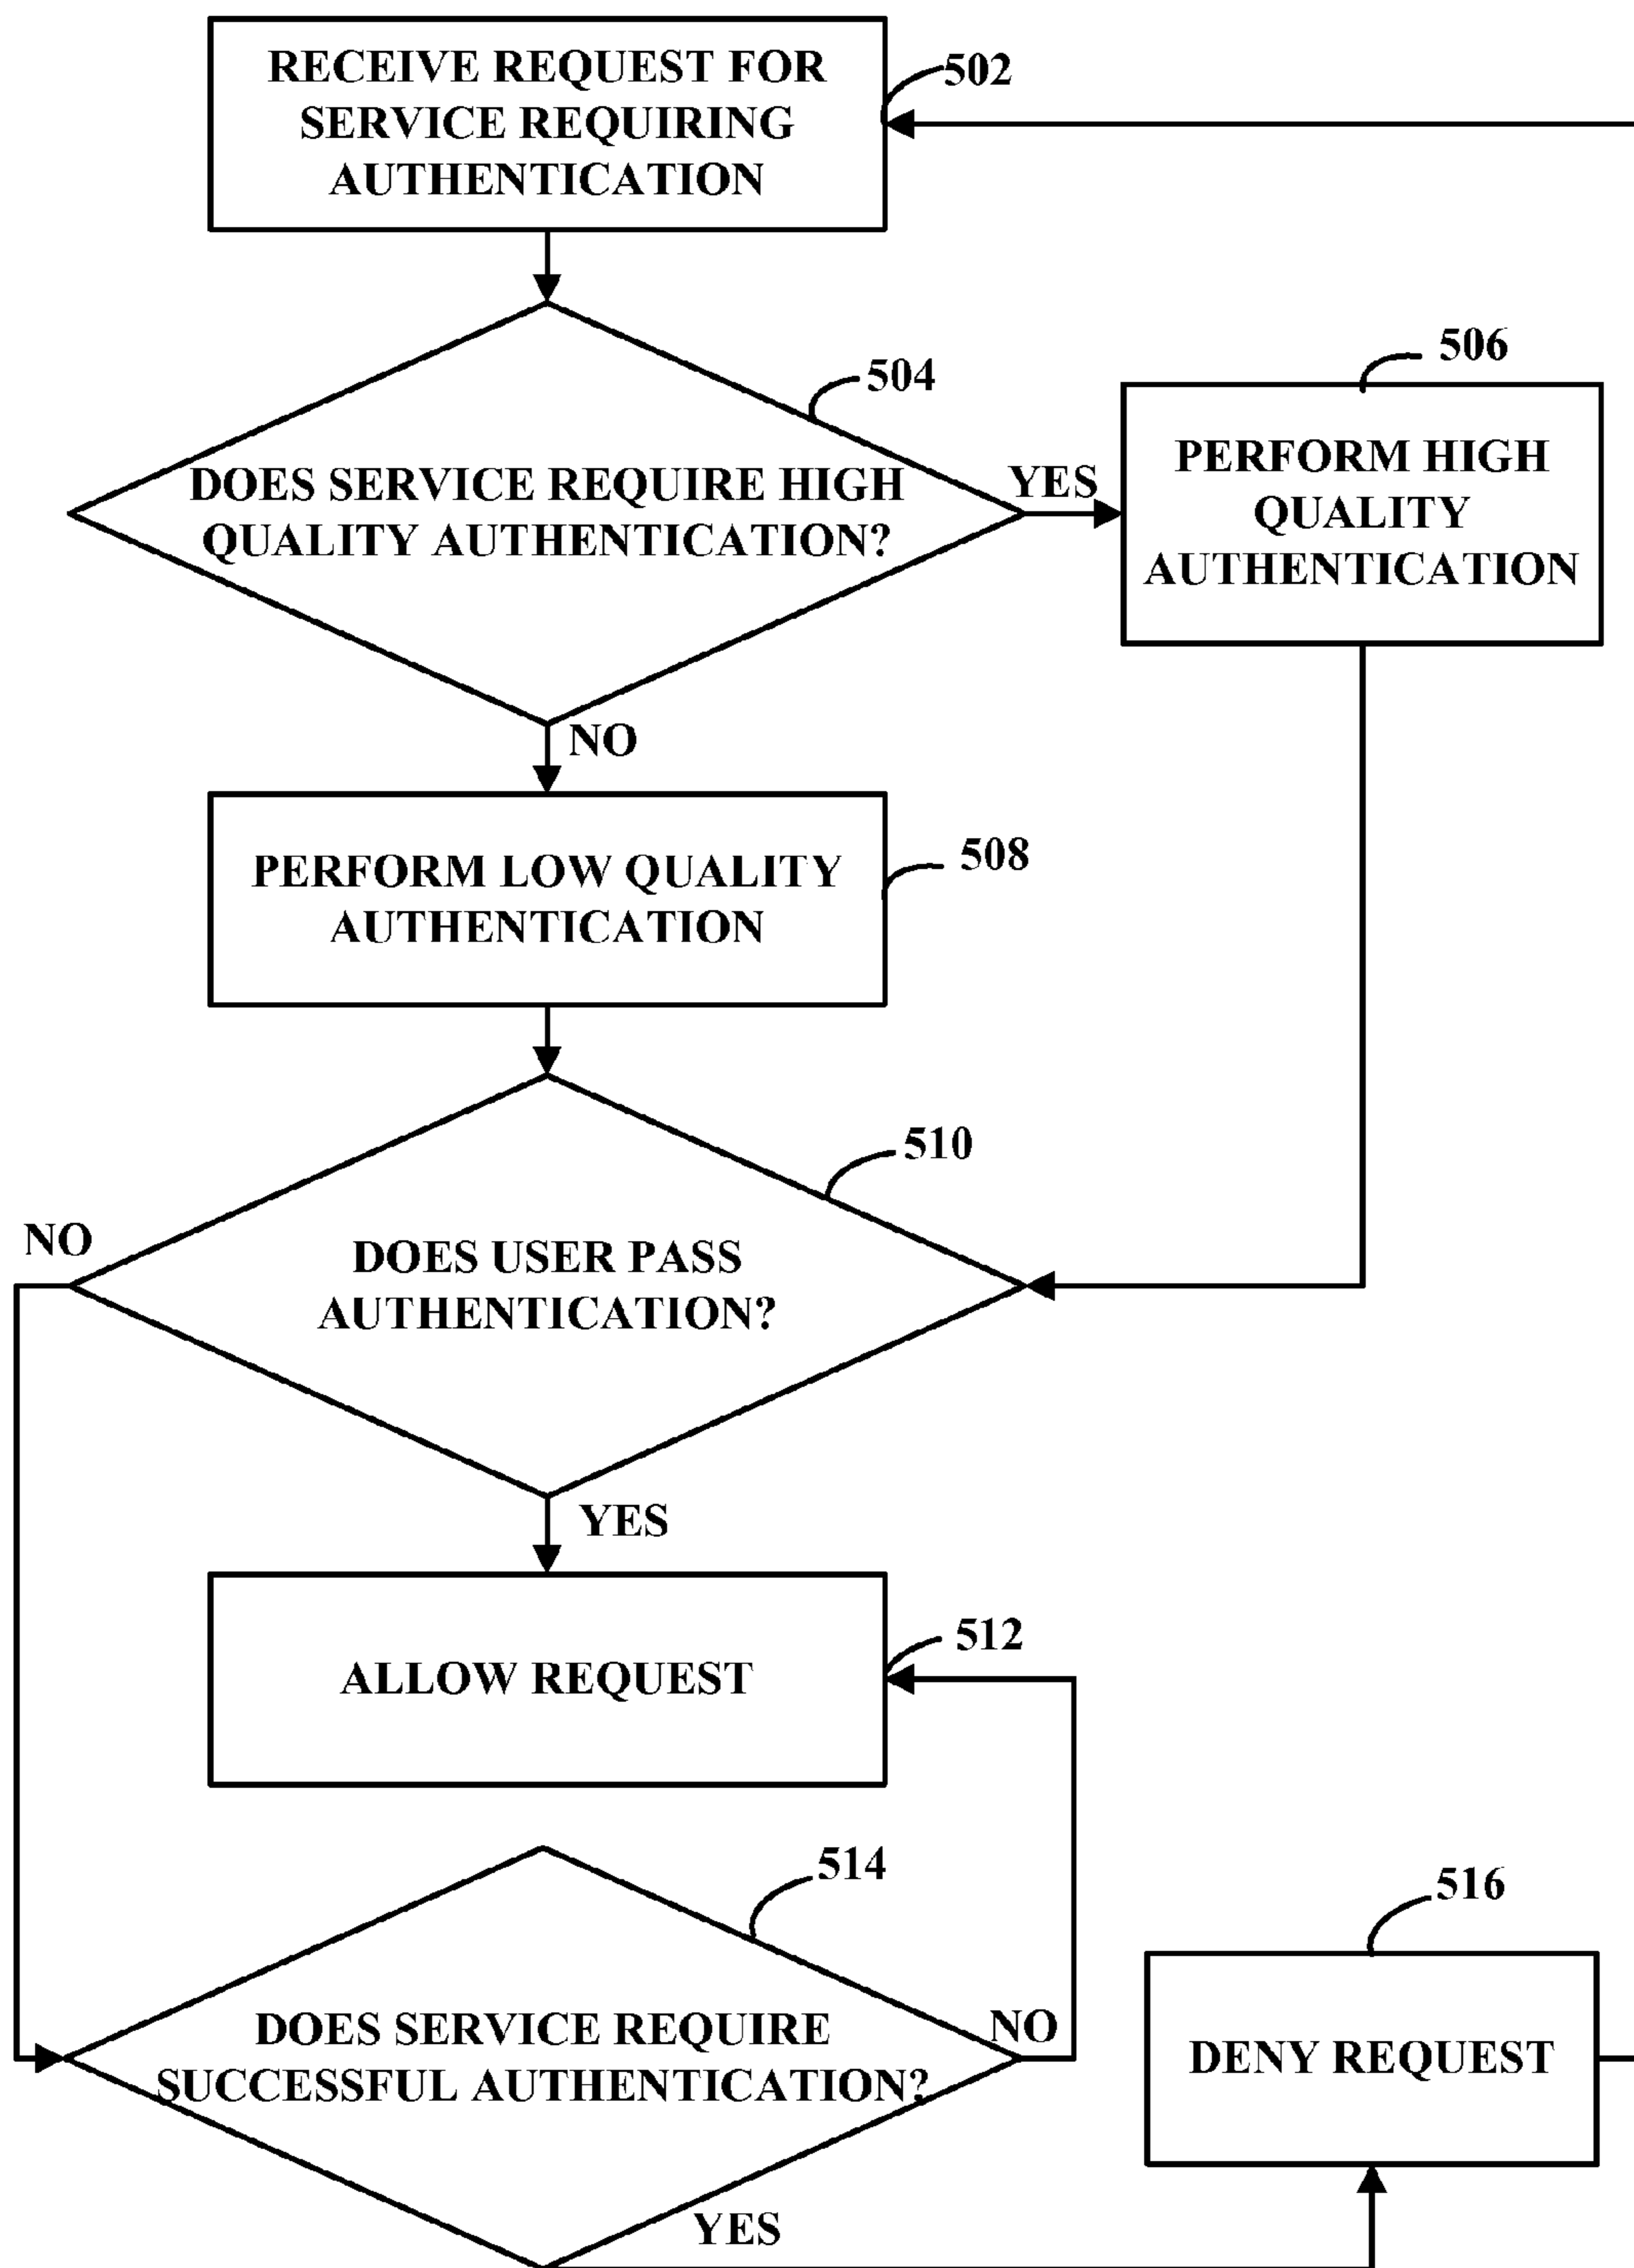 RECEIVE REQUEST FOR
SERVICE REQUIRING
AUTHENTICATION
502
504
DOES SERVICE REQUIRE HIGH
QUALITY AUTHENTICATION?
YES
506
PERFORM HIGH
QUALITY
AUTHENTICATION
NO
PERFORM LOW QUALITY
AUTHENTICATION
508
510
NO
DOES USER PASS
AUTHENTICATION?
YES
512
ALLOW REQUEST
514
516
DOES SERVICE REQUIRE
SUCCESSFUL AUTHENTICATION?
NO
DENY REQUEST
YES